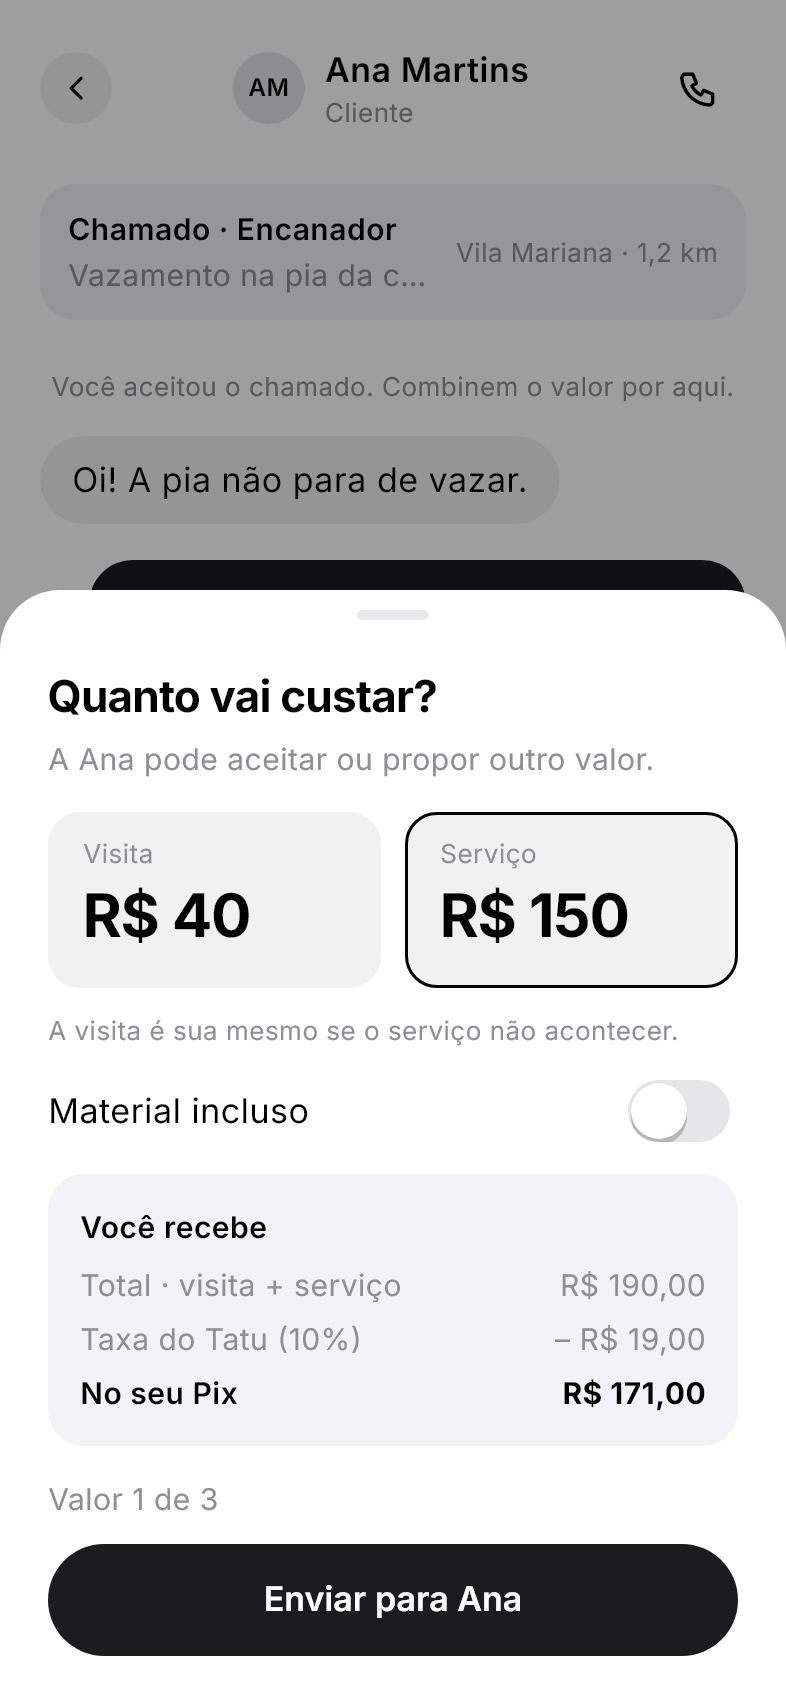 AM
Ana Martins
Cliente
Chamado · Encanador
Vazamento na pia da c...
Vila Mariana · 1,2 km
Você aceitou o chamado. Combinem o valor por aqui.
Oi! A pia não para de vazar.
Quanto vai custar?
A Ana pode aceitar ou propor outro valor.
Visita
R$ 40
Serviço
R$ 150
A visita é sua mesmo se o serviço não acontecer.
Material incluso
Você recebe
Total · visita + serviço R$ 190,00
Taxa do Tatu (10%) – R$ 19,00
No seu Pix R$ 171,00
Valor 1 de 3
Enviar para Ana